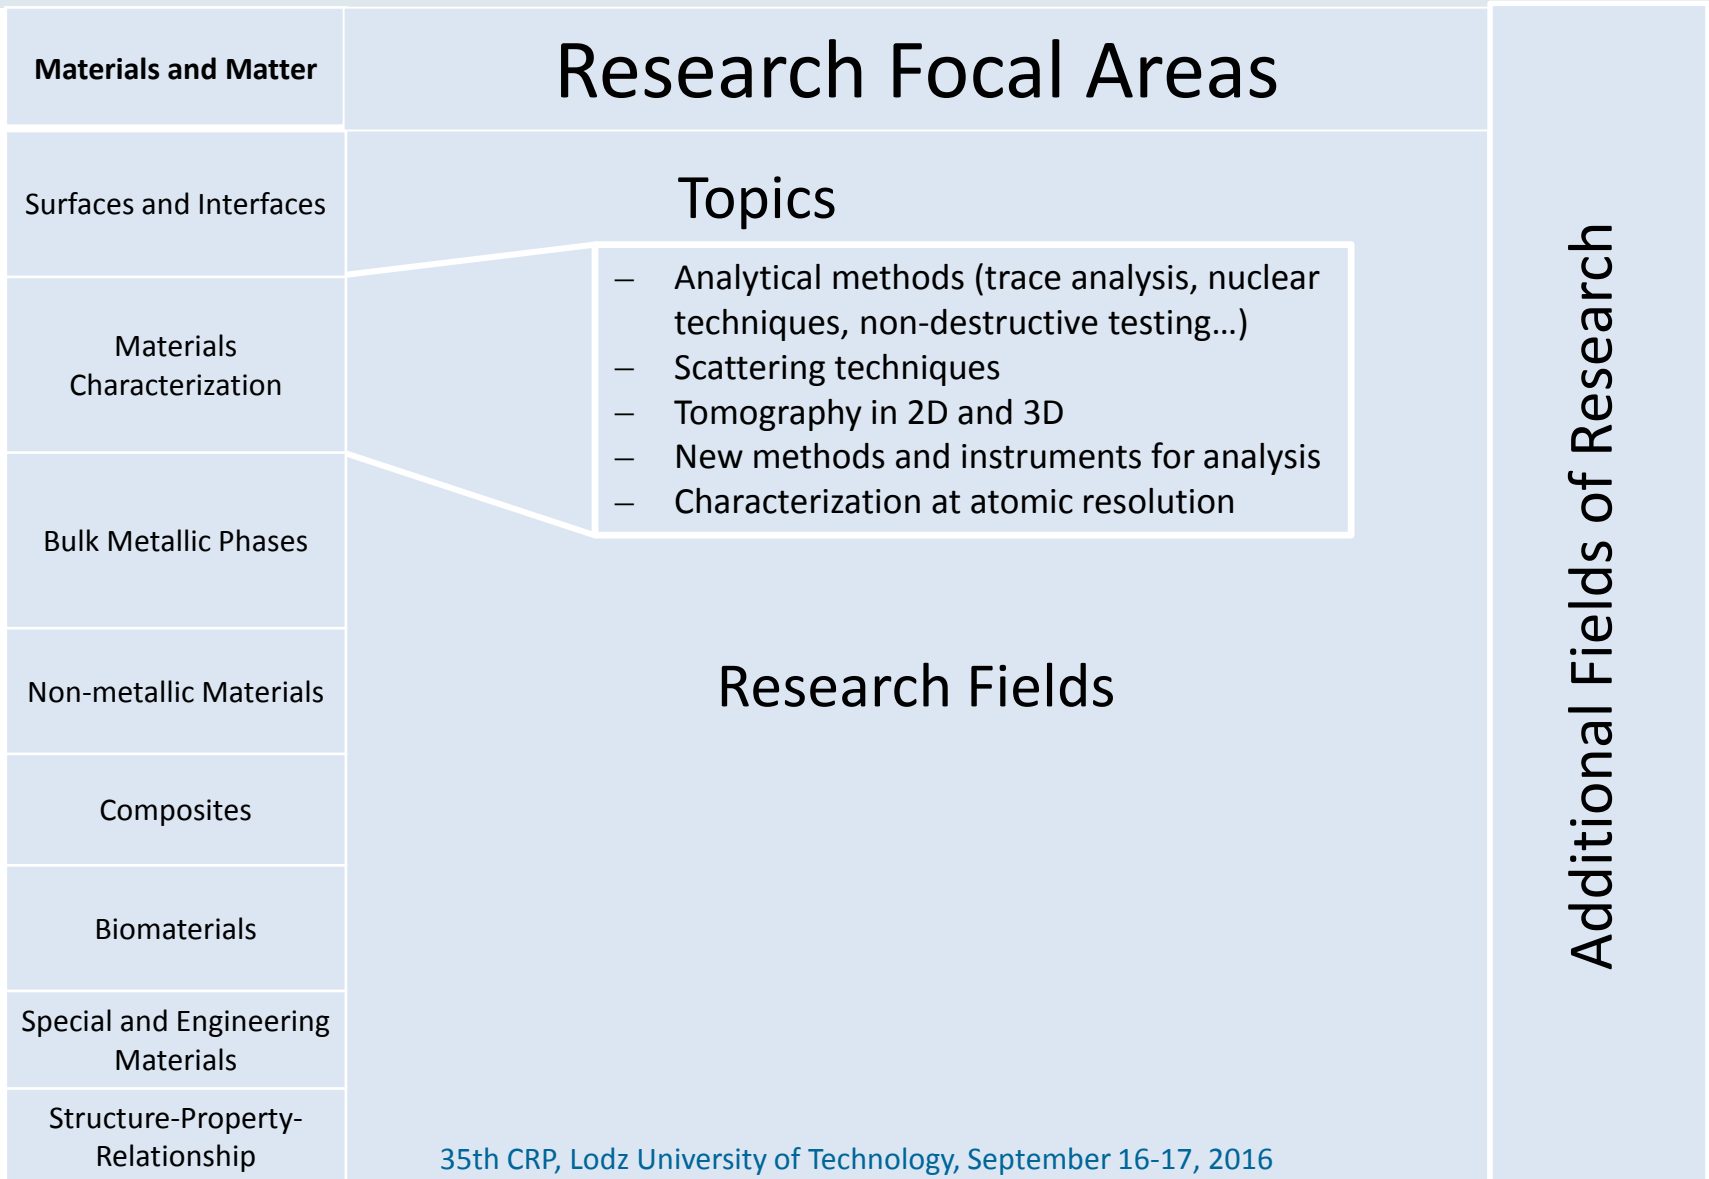 Materials and Matter
Research Focal Areas
Surfaces and Interfaces
Materials
Characterization
Bulk Metallic Phases
Non-metallic Materials
Composites
Biomaterials
Special and Engineering
Materials
Structure-Property-
Relationship
Topics
– Analytical methods (trace analysis, nuclear
techniques, non-destructive testing…)
– Scattering techniques
– Tomography in 2D and 3D
– New methods and instruments for analysis
– Characterization at atomic resolution
Research Fields
35th CRP, Lodz University of Technology, September 16-17, 2016
Additional Fields of Research